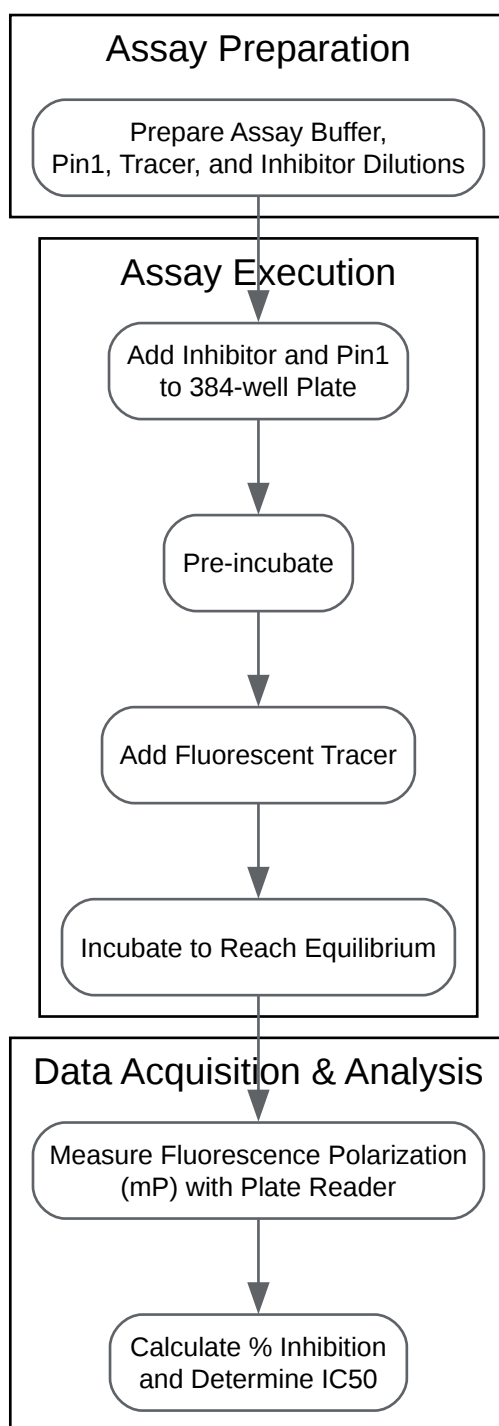 Assay Preparation
Prepare Assay Buffer,
Pin1, Tracer, and Inhibitor Dilutions
Assay Execution
Add Inhibitor and Pin1
to 384-well Plate
Pre-incubate
Add Fluorescent Tracer
Incubate to Reach Equilibrium
Data Acquisition & Analysis
Measure Fluorescence Polarization
(mP) with Plate Reader
Calculate % Inhibition
and Determine IC50